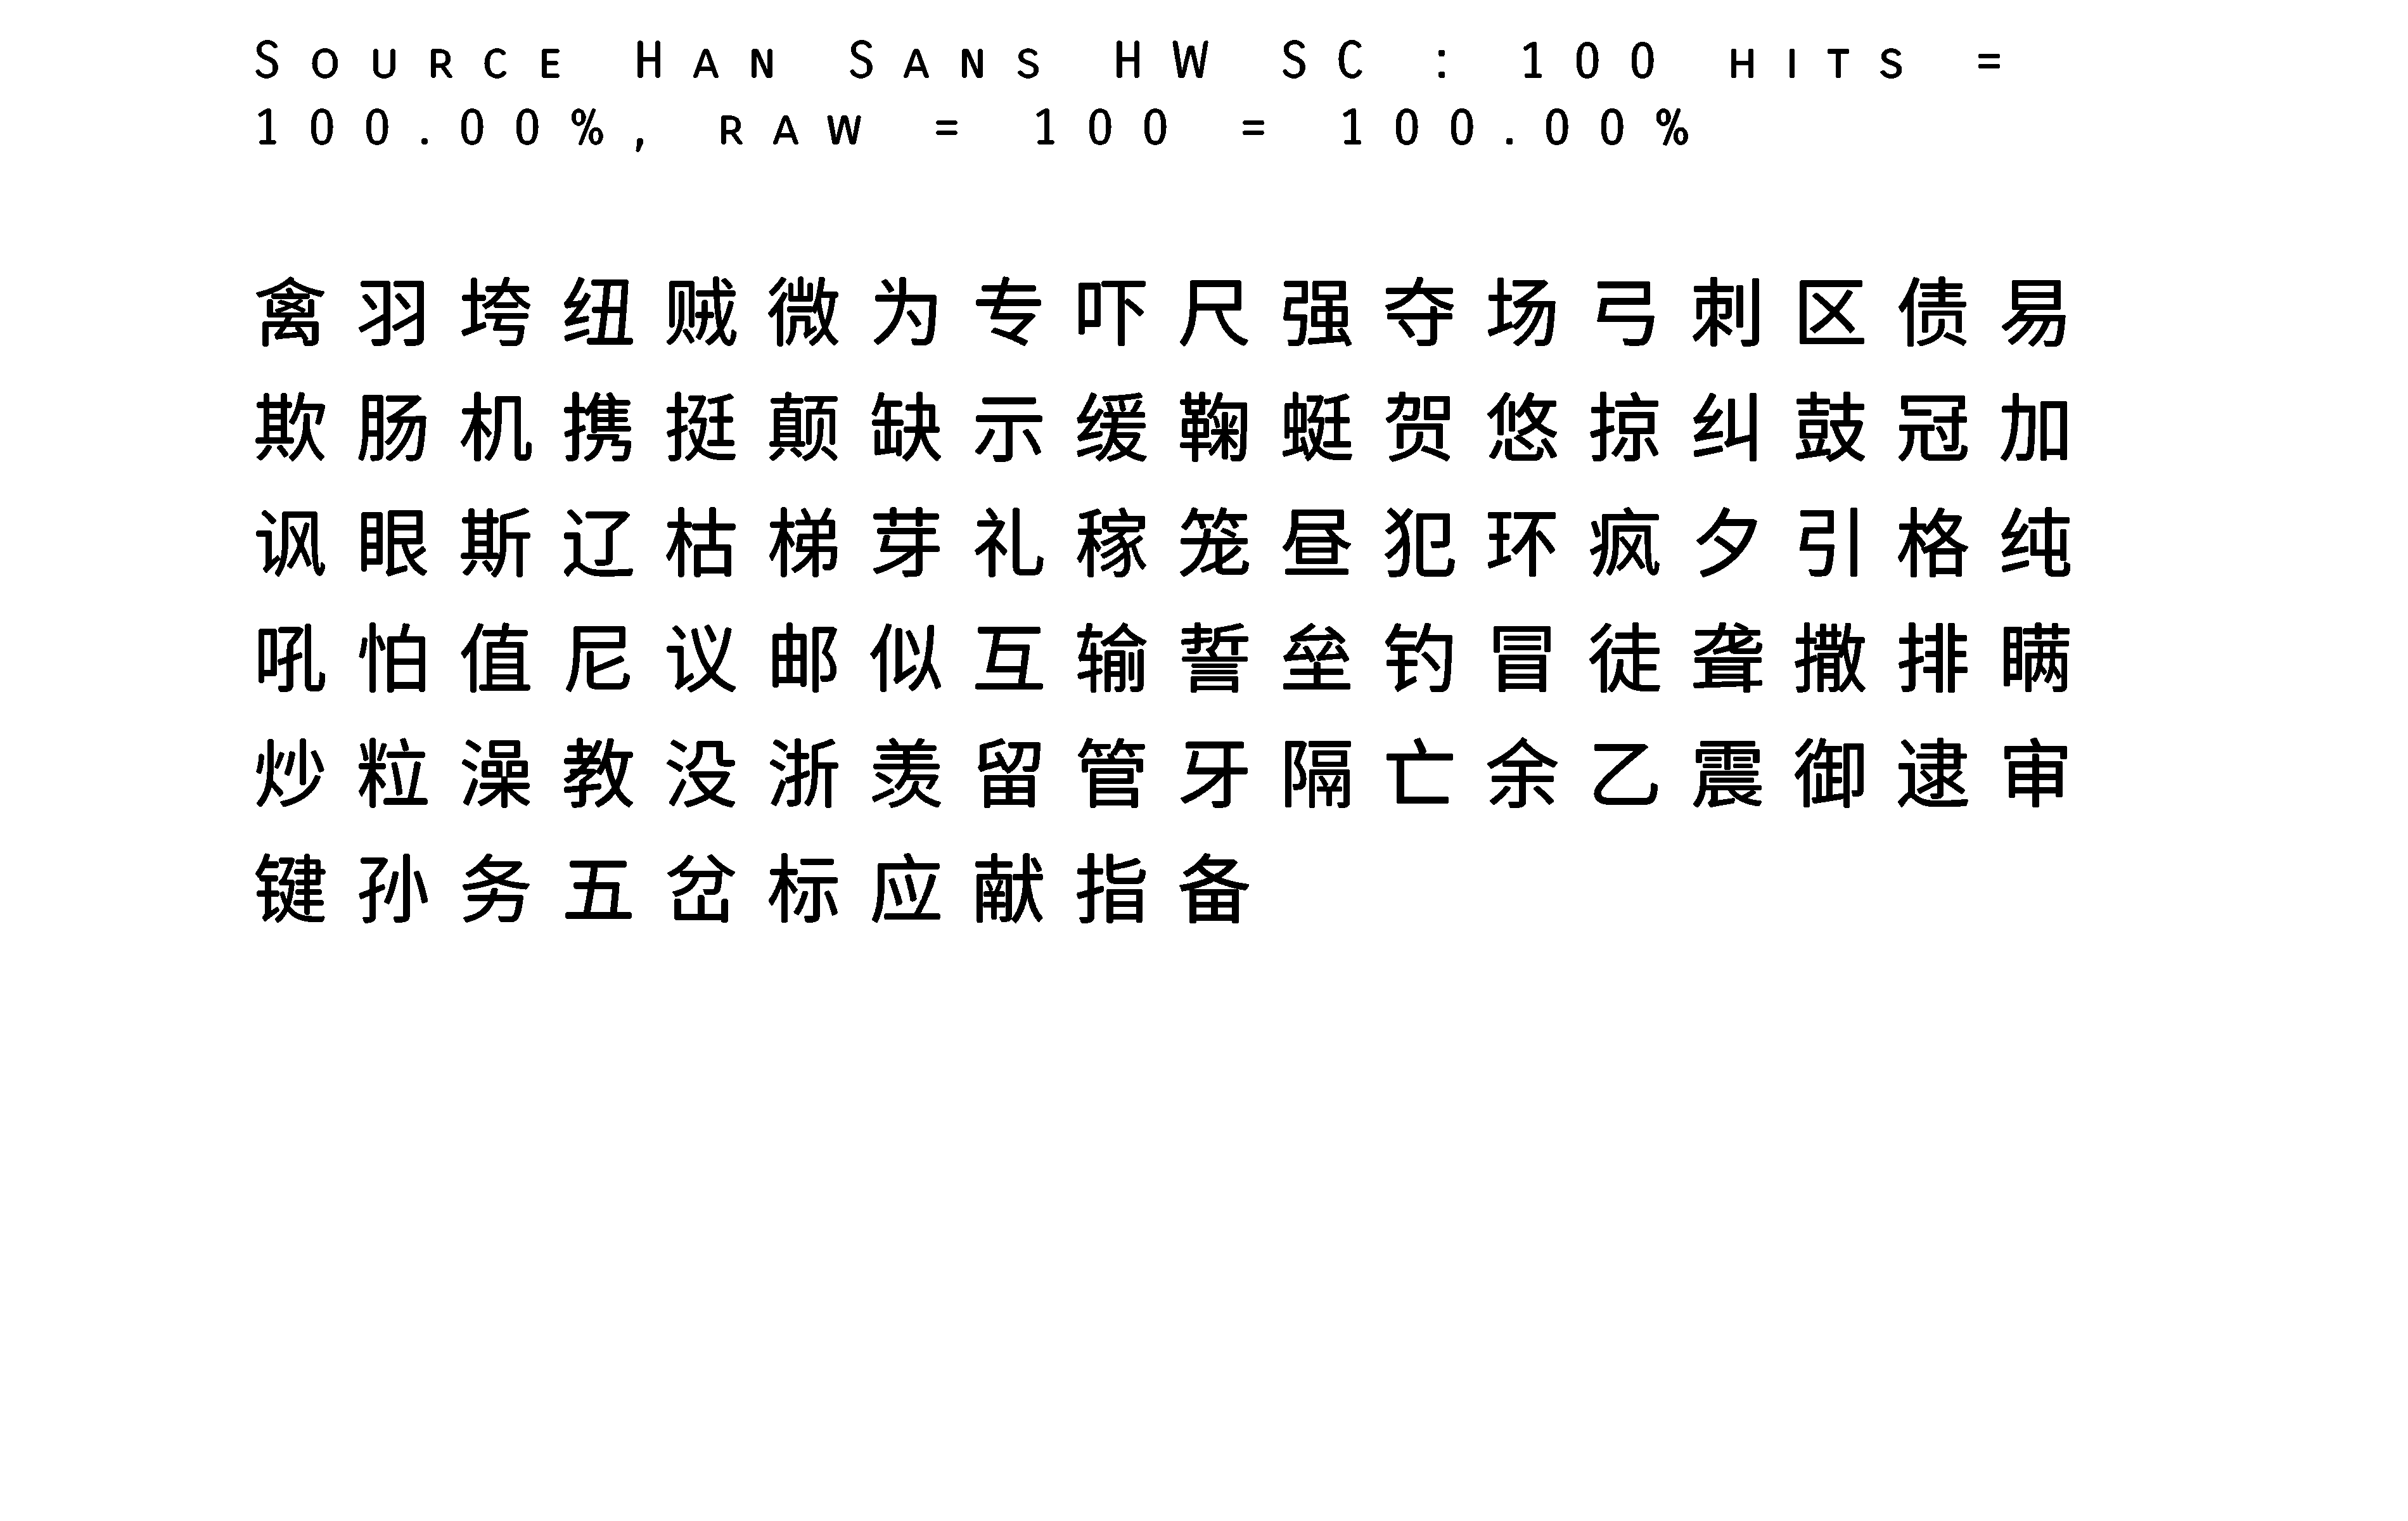 Source Han Sans HW SC : 100 hits =
100.00%, raw = 100 = 100.00%
禽羽垮纽贼微为专吓尺强夺场弓刺区债易
欺肠机携挺颠缺示缓鞠蜓贺悠掠纠鼓冠加
讽眼斯辽枯梯芽礼稼笼昼犯环疯夕引格纯
吼怕值尼议邮似互输誓垒钓冒徒聋撒排瞒
炒粒澡教没浙羡留管牙隔亡余乙震御逮审
键孙务五岔标应献指备